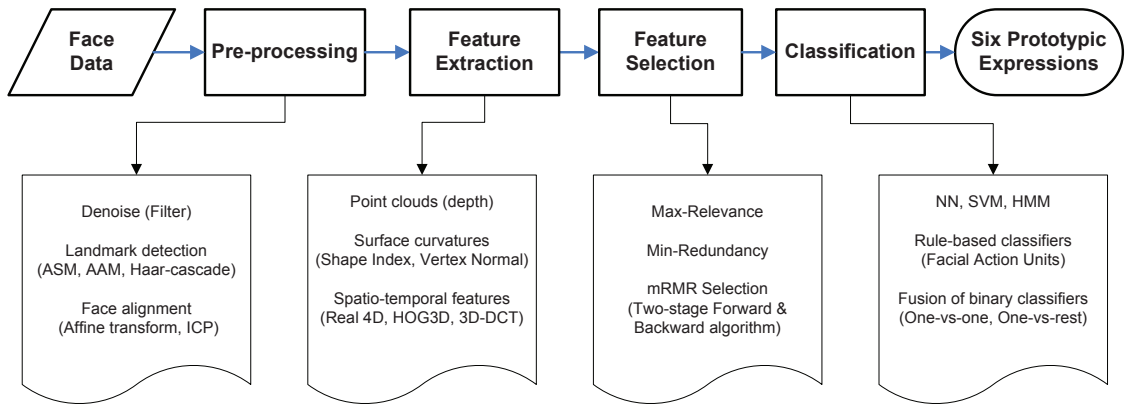 Face
Data
Pre-processing
Feature
Extraction
Feature
Selection
Classification
Six Prototypic
Expressions
Denoise (Filter)
Landmark detection
(ASM, AAM, Haar-cascade)
Face alignment
(Affine transform, ICP)
Point clouds (depth)
Surface curvatures
(Shape Index, Vertex Normal)
Spatio-temporal features
(Real 4D, HOG3D, 3D-DCT)
Max-Relevance
Min-Redundancy
mRMR Selection
(Two-stage Forward &
Backward algorithm)
NN, SVM, HMM
Rule-based classifiers
(Facial Action Units)
Fusion of binary classifiers
(One-vs-one, One-vs-rest)